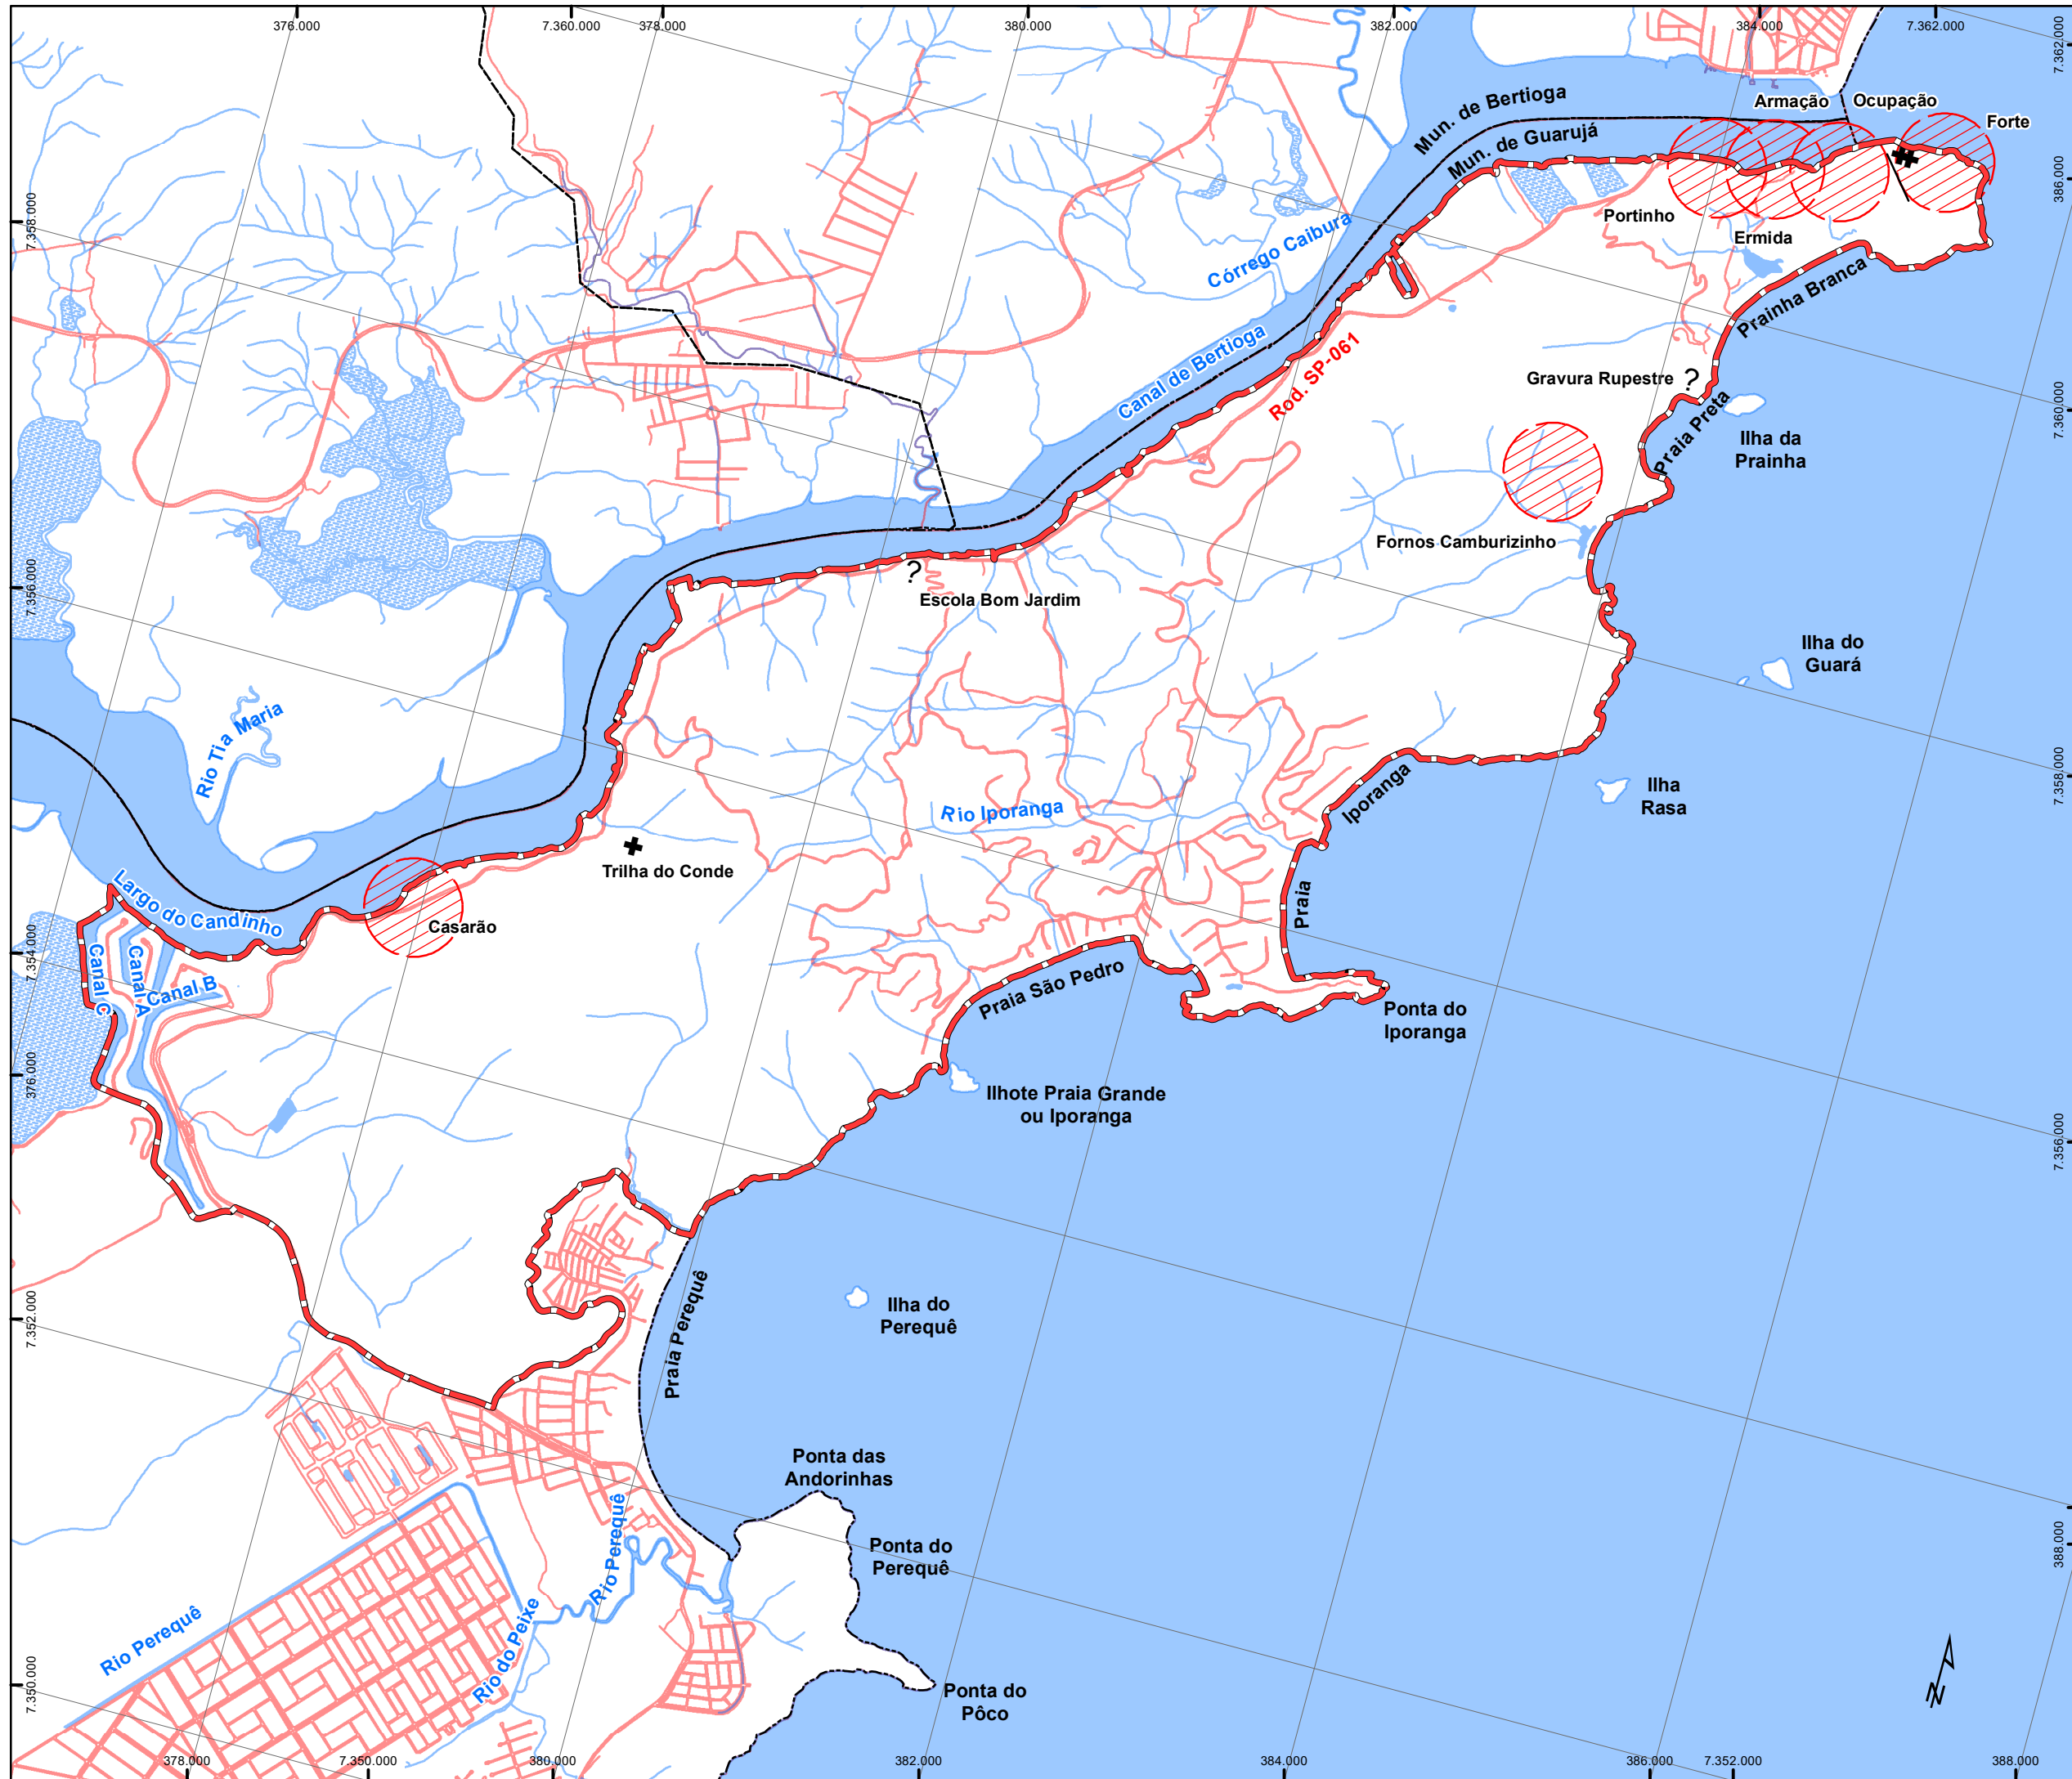 376.000
7.360.000
378.000
380.000
382.000
384.000
7.362.000
7.362.000
Mun. de Bertioga
Mun. de Guarujá
Armação
Ocupação
Forte
386.000
7.358.000
Portinho
Ermida
Córrego Caibura
Prainha Branca
Canal de Bertioga
Rod. SP-061
Gravura Rupestre ?
Praia Preta
7.360.000
Ilha da
Prainha
Fornos Camburizinho
7.356.000
?
Escola Bom Jardim
Ilha do
Guará
Rio Tia Maria
Ilha
Rasa
7.358.000
Rio Iporanga
Iporanga
Praia
Trilha do Conde
Largo do Candinho
Casarão
7.354.000
Canal C
Canal A
Canal B
Praia São Pedro
Ponta do
Iporanga
376.000
Ilhote Praia Grande
ou Iporanga
7.356.000
7.352.000
Praia Perequê
Ilha do
Perequê
Ponta das
Andorinhas
Ponta do
Perequê
388.000
Rio Perequê
Rio Perequê
Rio do Peixe
7.350.000
Ponta do
Pôco
N
378.000
7.350.000
380.000
382.000
384.000
386.000
7.352.000
388.000